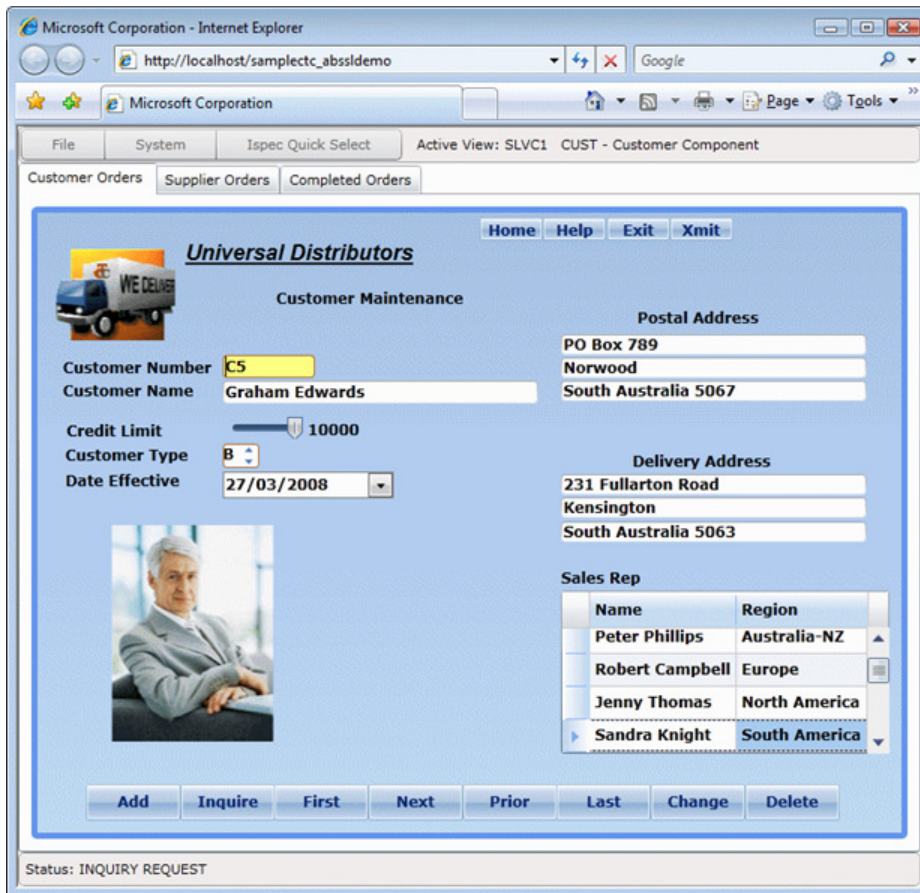 Microsoft Corporation - Internet Explorer
http://localhost/samplectc_abssldemo
Google
Microsoft Corporation
Page
Tools
File System Ispec Quick Select Active View: SLVC1 CUST - Customer Component
Customer Orders Supplier Orders Completed Orders
Home Help Exit Xmit
Universal Distributors
WE DELIVER
Customer Maintenance
Customer Number C5
Customer Name Graham Edwards
Credit Limit 10000
Customer Type B
Date Effective 27/03/2008
Postal Address
PO Box 789
Norwood
South Australia 5067
Delivery Address
231 Fullarton Road
Kensington
South Australia 5063
Sales Rep
Name Region
Peter Phillips Australia-NZ
Robert Campbell Europe
Jenny Thomas North America
Sandra Knight South America
Add Inquire First Next Prior Last Change Delete
Status: INQUIRY REQUEST